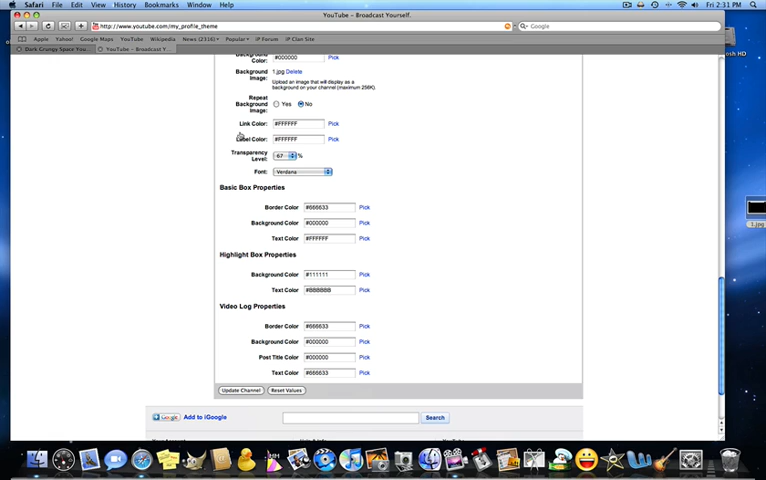 Safari File Edit View History Bookmarks Window Help
Fri 2:31 PM
YouTube - Broadcast Yourself.
http://www.youtube.com/my_profile_theme
Google
Apple Yahoo! Google Maps YouTube Wikipedia News (2316) Popular iP Forum iP Clan Site
Dark Grungy Space You...
YouTube - Broadcast Y...
Background Color: #000000 Pick
Background Image: 1.jpg Delete
Upload an image that will display as a
background on your channel (maximum 256K).
Repeat
Background
Image:
Yes No
Link Color: #FFFFFF Pick
Label Color: #FFFFFF Pick
Transparency
Level: 67 %
Font: Verdana
Basic Box Properties
Border Color #666633 Pick
Background Color #000000 Pick
Text Color #FFFFFF Pick
Highlight Box Properties
Background Color #111111 Pick
Text Color #BBBBBB Pick
Video Log Properties
Border Color #666633 Pick
Background Color #000000 Pick
Post Title Color #000000 Pick
Text Color #666633 Pick
Update Channel Reset Values
Google Add to iGoogle Search
1.jpg